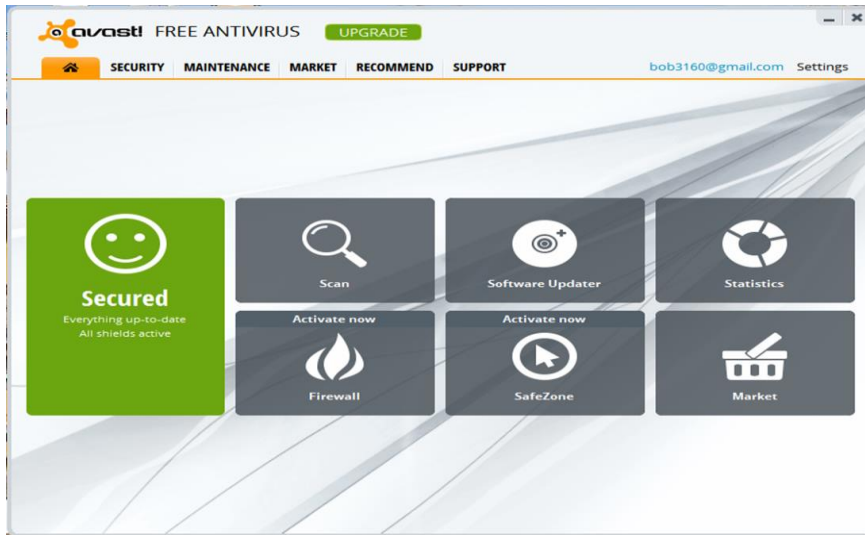 avast! FREE ANTIVIRUS UPGRADE
SECURITY MAINTENANCE MARKET RECOMMEND SUPPORT bob3160@gmail.com Settings
Secured
Everything up-to-date
All shields active
Scan
Software Updater
Statistics
Activate now
Firewall
Activate now
SafeZone
Market